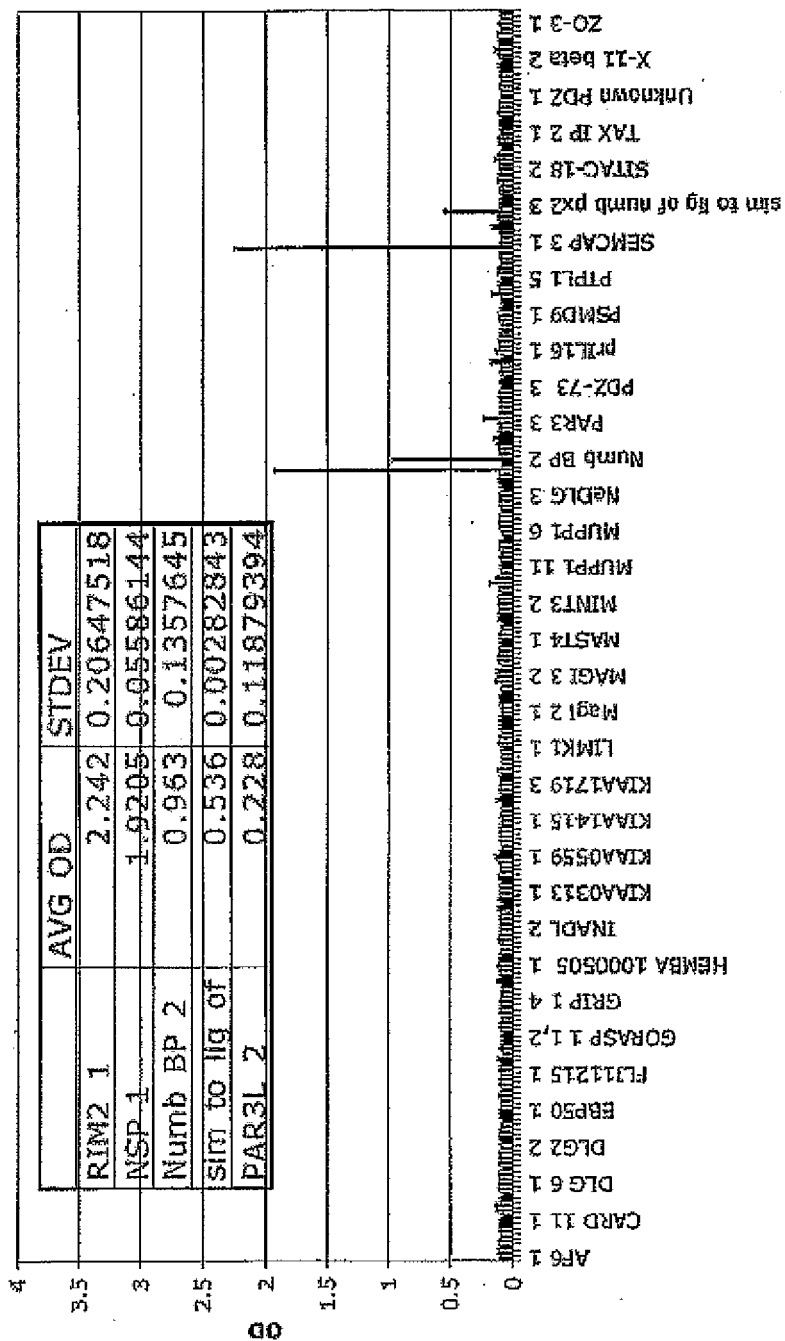 AVG OD STDEV
RIM2 1 2.242 0.20647518
NSP 1 1.9205 0.05586144
Numb BP 2 0.963 0.1357645
sim to lig of 0.536 0.00282843
PAR3L 2 0.228 0.11879394
OD
4
3.5
3
2.5
2
1.5
1
0.5
0
AF6 1
CARD 11 1
DLG 6 1
DLG2 2
EBP50 1
FLJ11215 1
GORASP 1 1,2
GRIP 1 4
HEMBA 1000505 1
INADL 2
KIAA0313 1
KIAA0559 1
KIAA1415 1
KIAA1719 3
LIMK1 1
MagI 2 1
MAGI 3 2
MAST4 1
MINT3 2
MUPP1 11
MUPP1 6
NeDLG 3
Numb BP 2
PAR3 3
PDZ-73 3
prIL16 1
PSMD9 1
PTPL1 5
SEMCAP 3 1
sim to lig of numb px2 3
SITAC-18 2
TAX IP 2 1
Unknown PDZ 1
X-11 beta 2
ZO-3 1